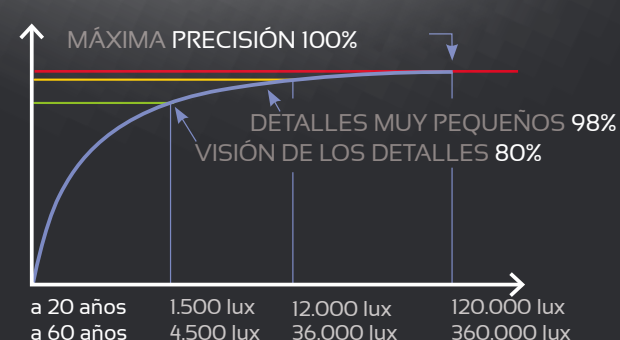 MÁXIMA PRECISIÓN 100%
DETALLES MUY PEQUEÑOS 98%
VISIÓN DE LOS DETALLES 80%
a 20 años 1.500 lux 12.000 lux 120.000 lux
a 60 años 4.500 lux 36.000 lux 360.000 lux